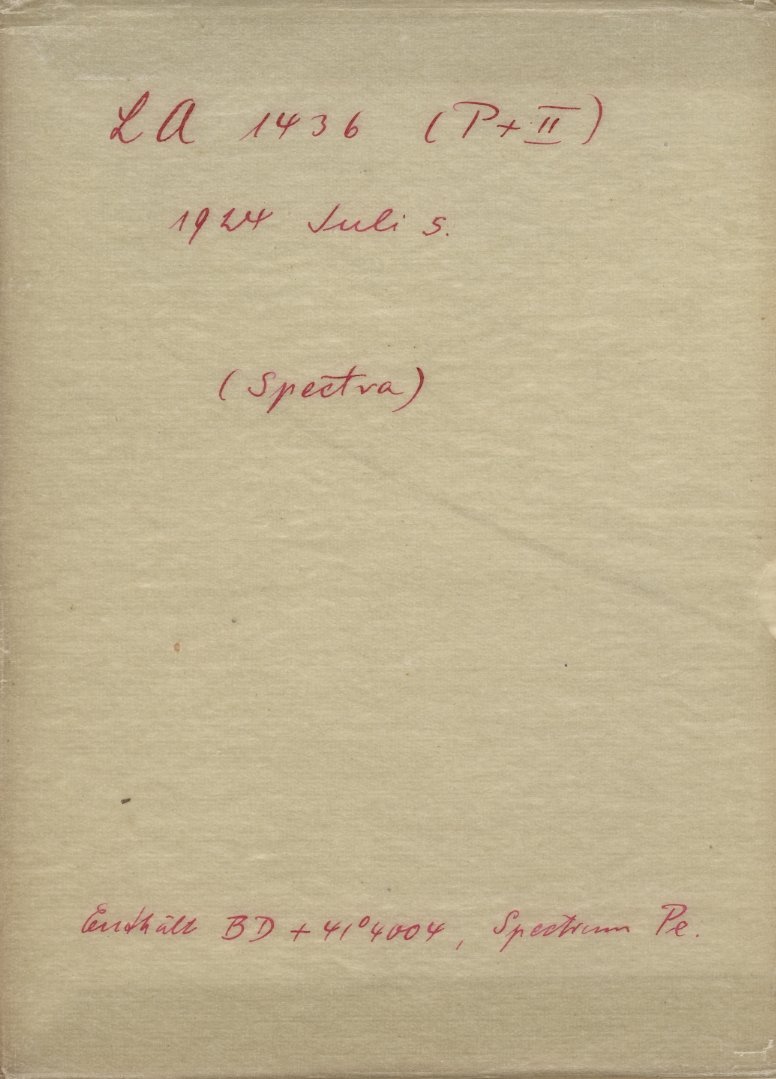 LA 1436 (P+II)
1924 Juli 5.
(Spectra)
Enthält BD + 41°4004, Spectrum Pe.